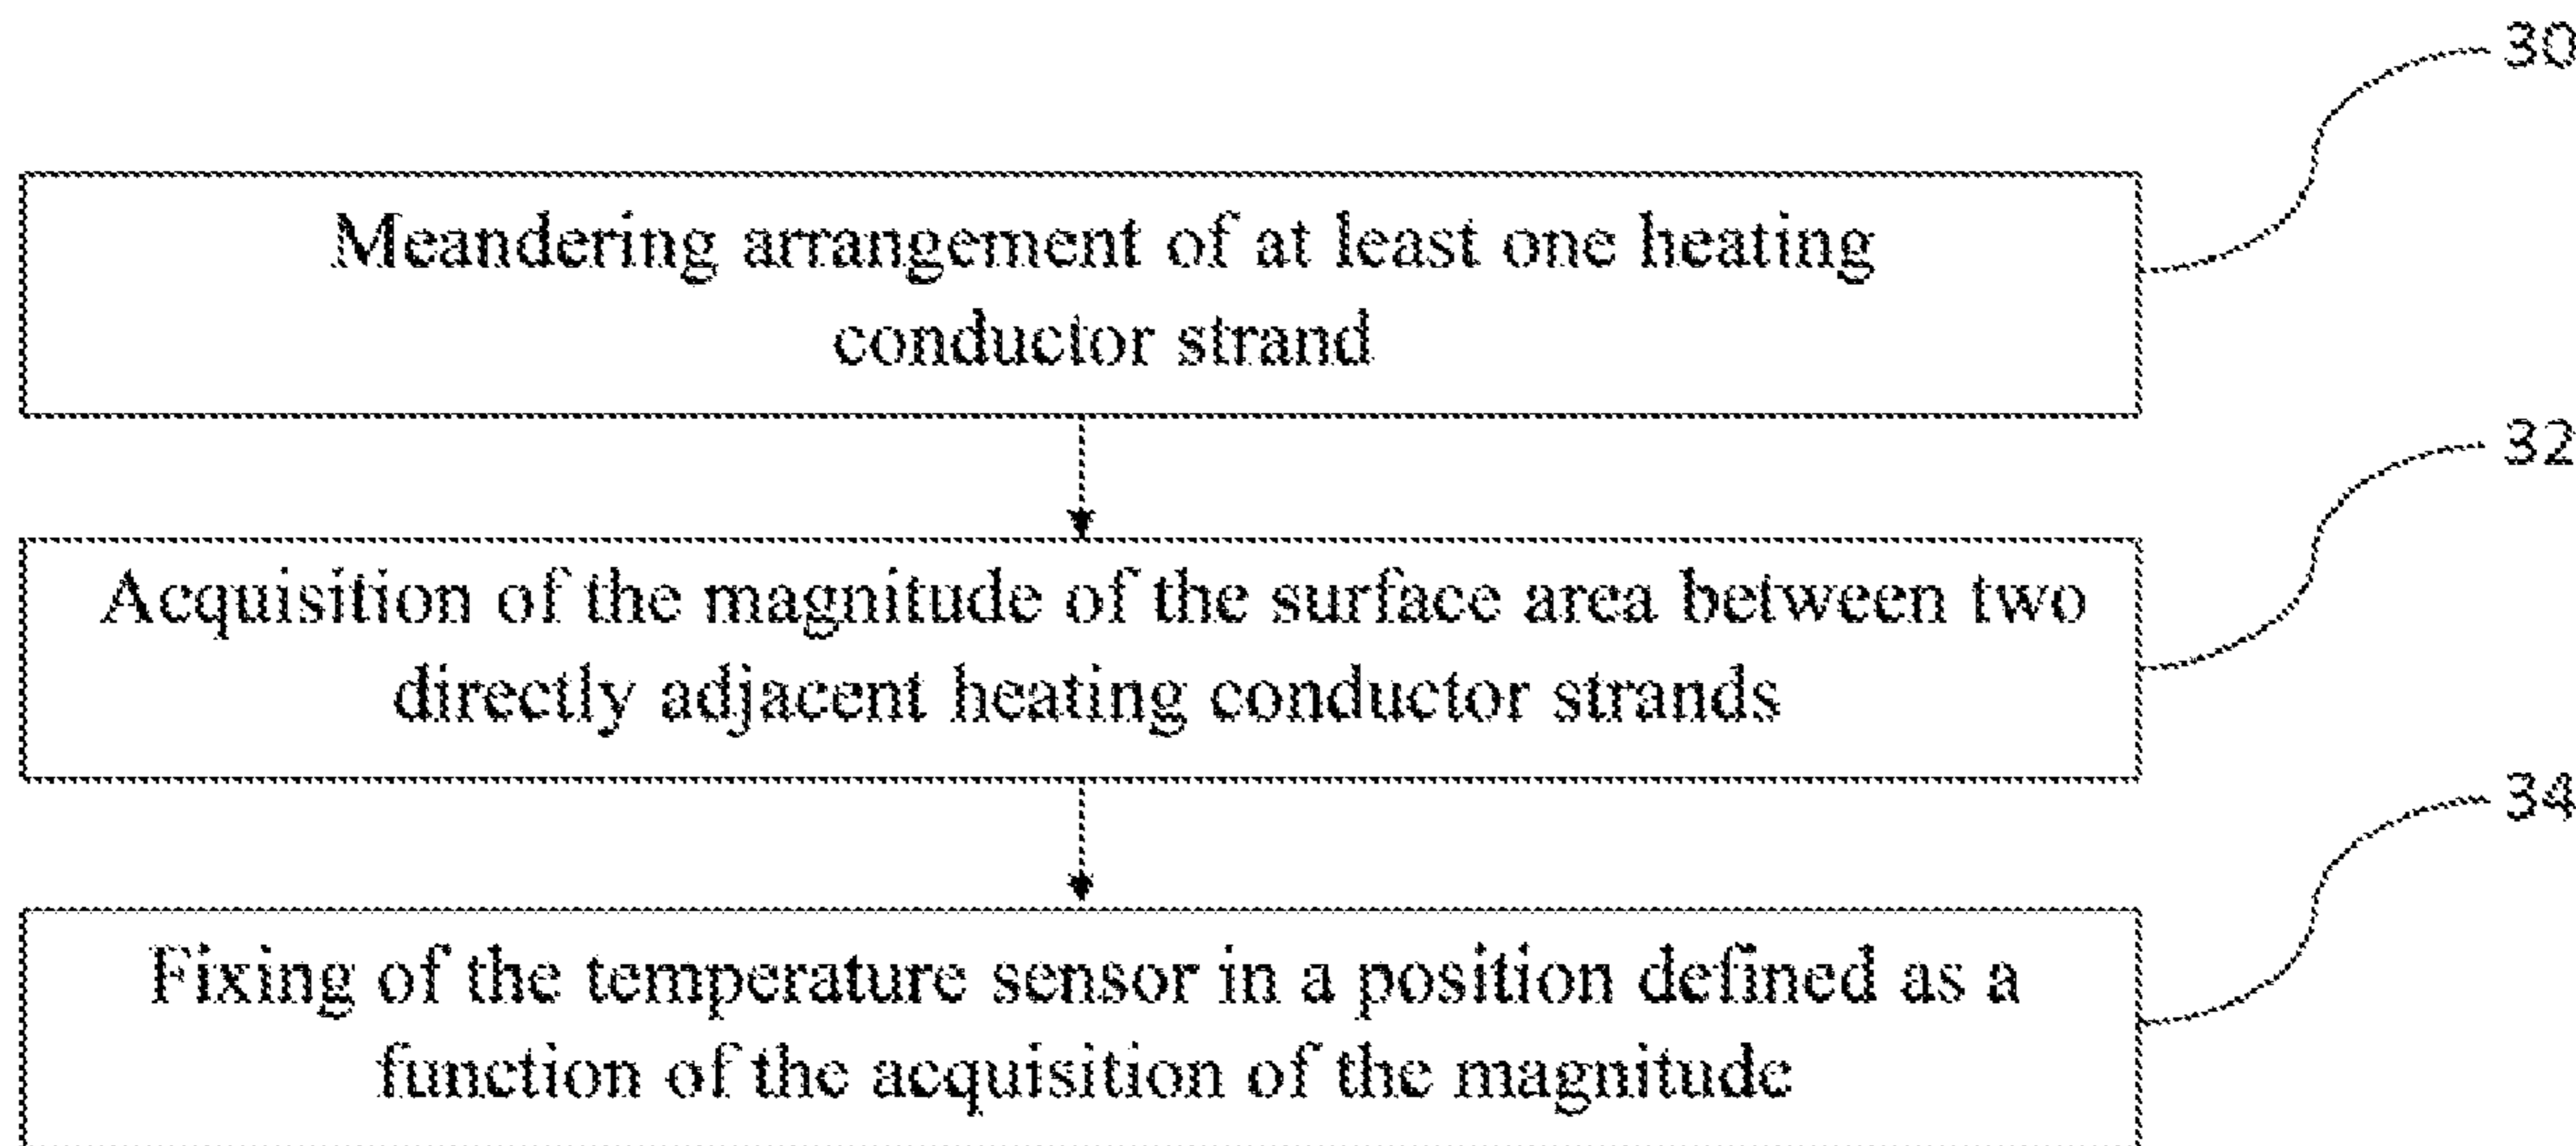 30
Meandering arrangement of at least one heating
conductor strand
32
Acquisition of the magnitude of the surface area between two
directly adjacent heating conductor strands
34
Fixing of the temperature sensor in a position defined as a
function of the acquisition of the magnitude